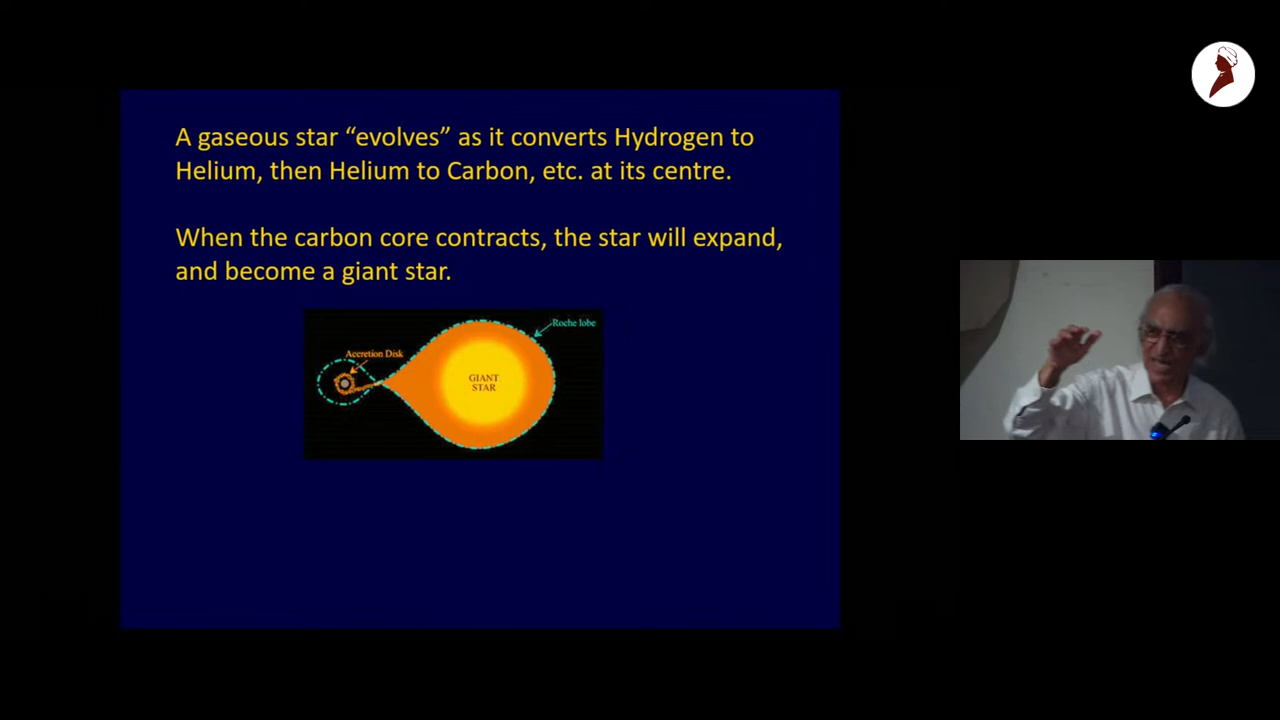 A gaseous star “evolves” as it converts Hydrogen to
Helium, then Helium to Carbon, etc. at its centre.
When the carbon core contracts, the star will expand,
and become a giant star.
Roche lobe
Accretion Disk
GIANT
STAR